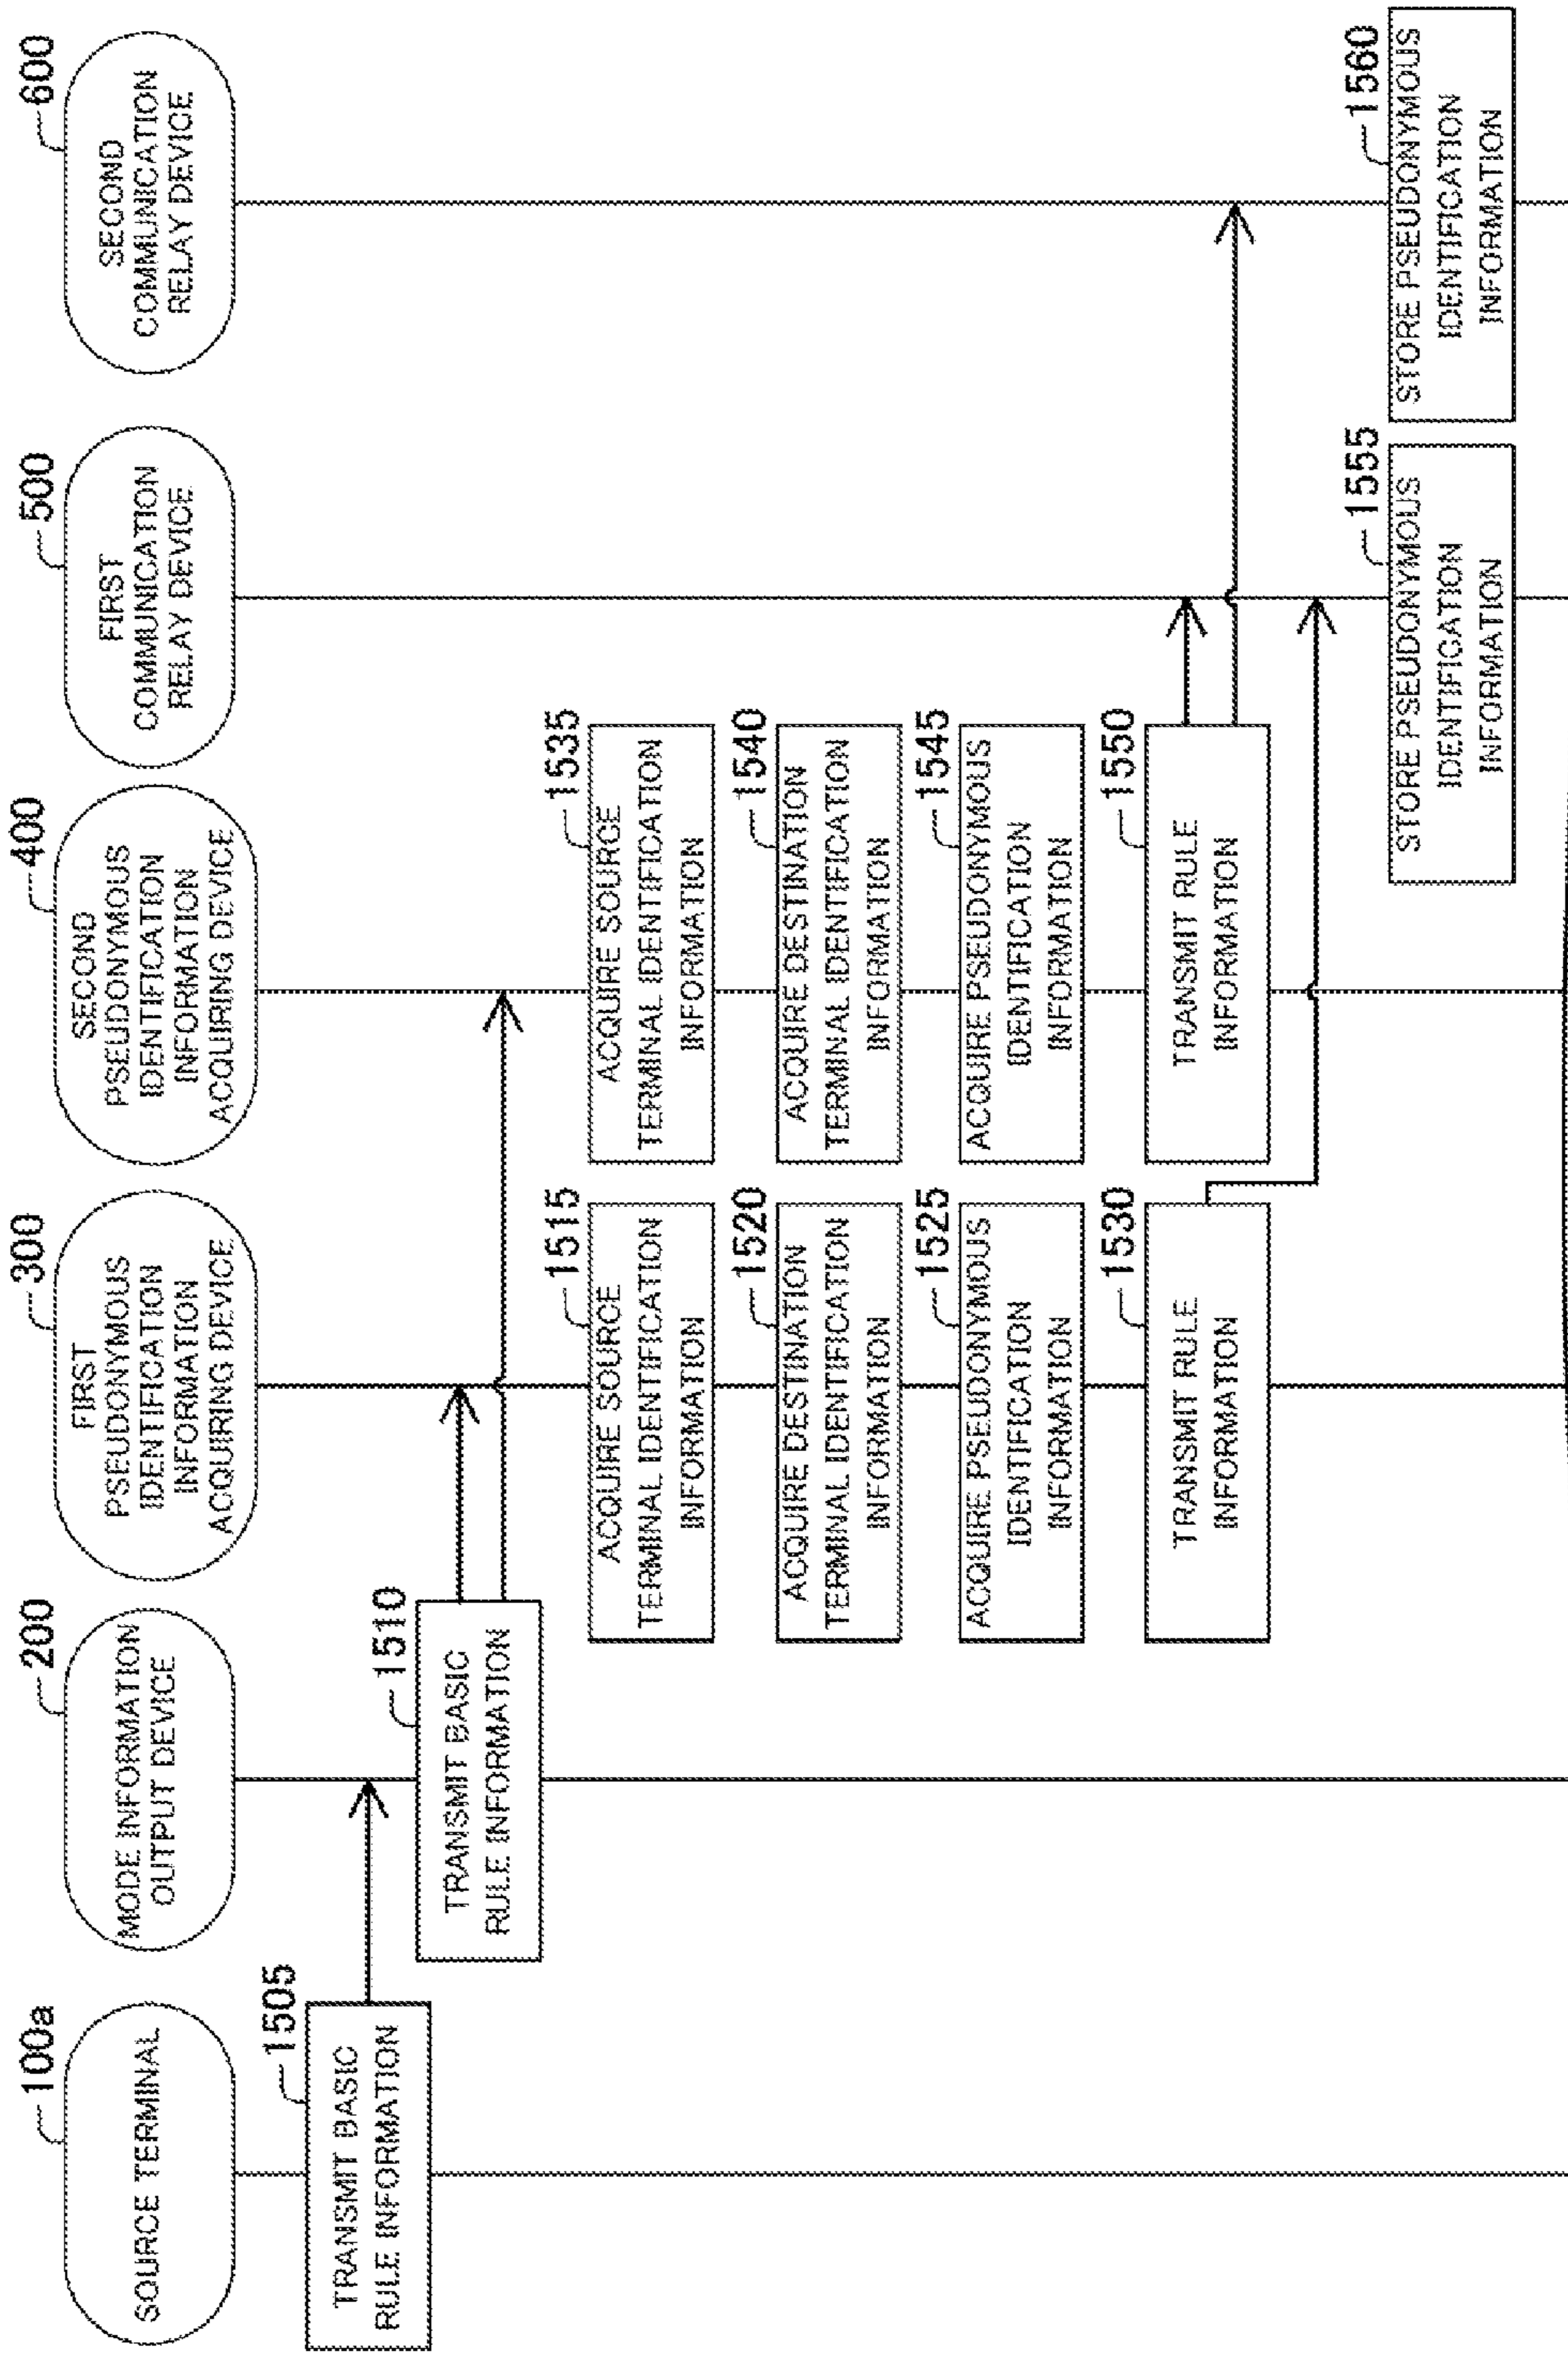 100a
SOURCE TERMINAL
200
MODE INFORMATION
OUTPUT DEVICE
300
FIRST
PSEUDONYMOUS
IDENTIFICATION
INFORMATION
ACQUIRING DEVICE
400
SECOND
PSEUDONYMOUS
IDENTIFICATION
INFORMATION
ACQUIRING DEVICE
500
FIRST
COMMUNICATION
RELAY DEVICE
600
SECOND
COMMUNICATION
RELAY DEVICE
1505
TRANSMIT BASIC
RULE INFORMATION
1510
TRANSMIT BASIC
RULE INFORMATION
1515
ACQUIRE SOURCE
TERMINAL IDENTIFICATION
INFORMATION
1535
ACQUIRE SOURCE
TERMINAL IDENTIFICATION
INFORMATION
1520
ACQUIRE DESTINATION
TERMINAL IDENTIFICATION
INFORMATION
1540
ACQUIRE DESTINATION
TERMINAL IDENTIFICATION
INFORMATION
1525
ACQUIRE PSEUDONYMOUS
IDENTIFICATION
INFORMATION
1545
ACQUIRE PSEUDONYMOUS
IDENTIFICATION
INFORMATION
1530
TRANSMIT RULE
INFORMATION
1550
TRANSMIT RULE
INFORMATION
1555
STORE PSEUDONYMOUS
IDENTIFICATION
INFORMATION
1560
STORE PSEUDONYMOUS
IDENTIFICATION
INFORMATION